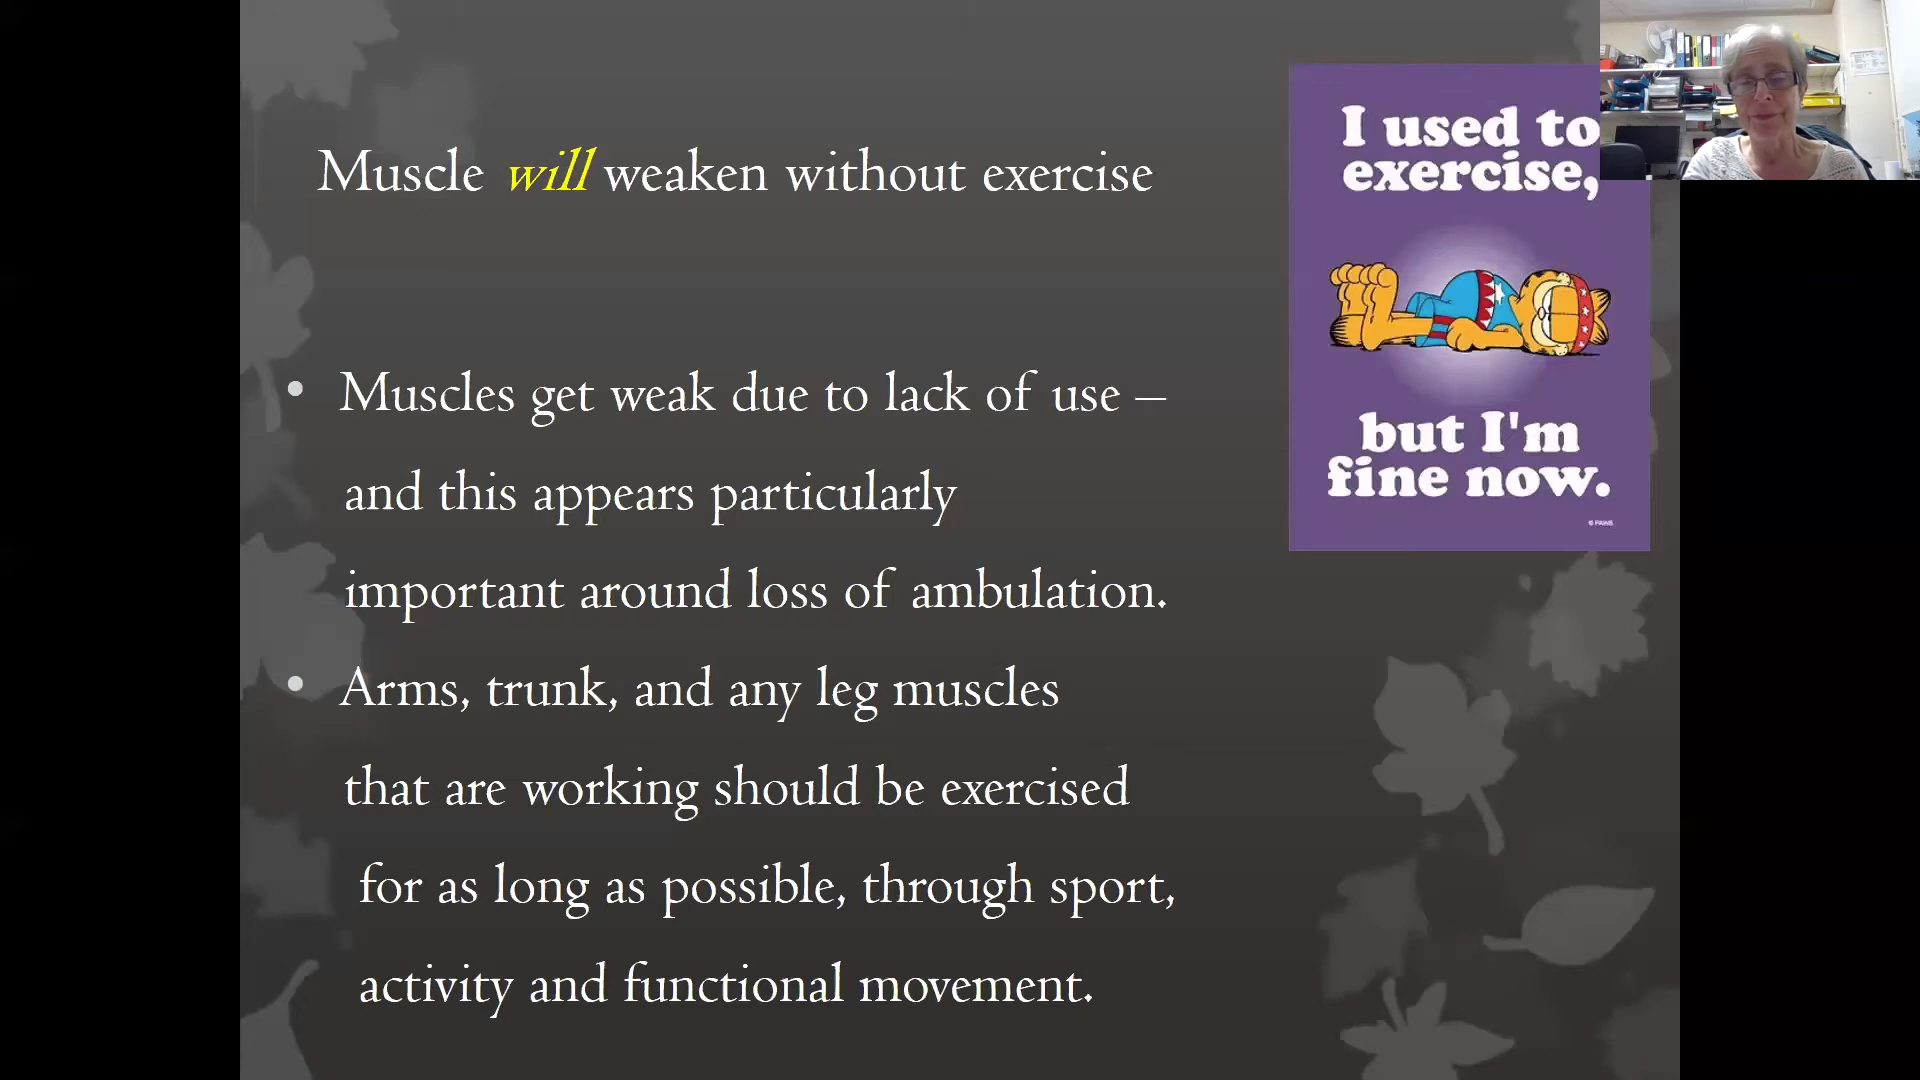 Muscle will weaken without exercise
• Muscles get weak due to lack of use –
and this appears particularly
important around loss of ambulation.
• Arms, trunk, and any leg muscles
that are working should be exercised
for as long as possible, through sport,
activity and functional movement.
I used to
exercise,
but I'm
fine now.
© PAWS